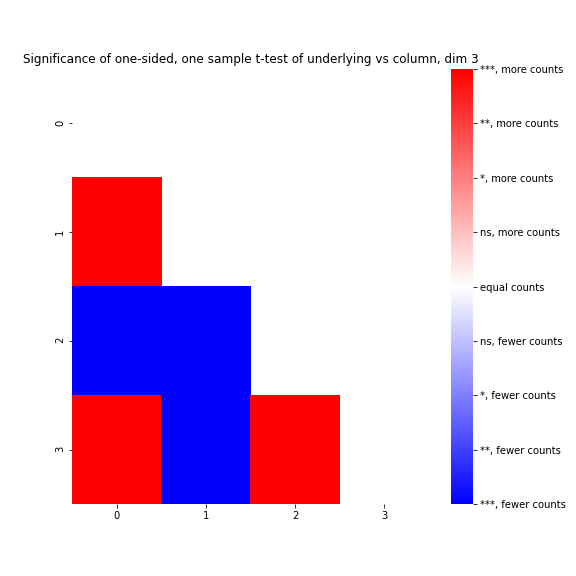 Significance of one-sided, one sample t-test of underlying vs column, dim 3
***, more counts
**, more counts
*, more counts
ns, more counts
equal counts
ns, fewer counts
*, fewer counts
**, fewer counts
***, fewer counts
0
1
2
3
0 1 2 3